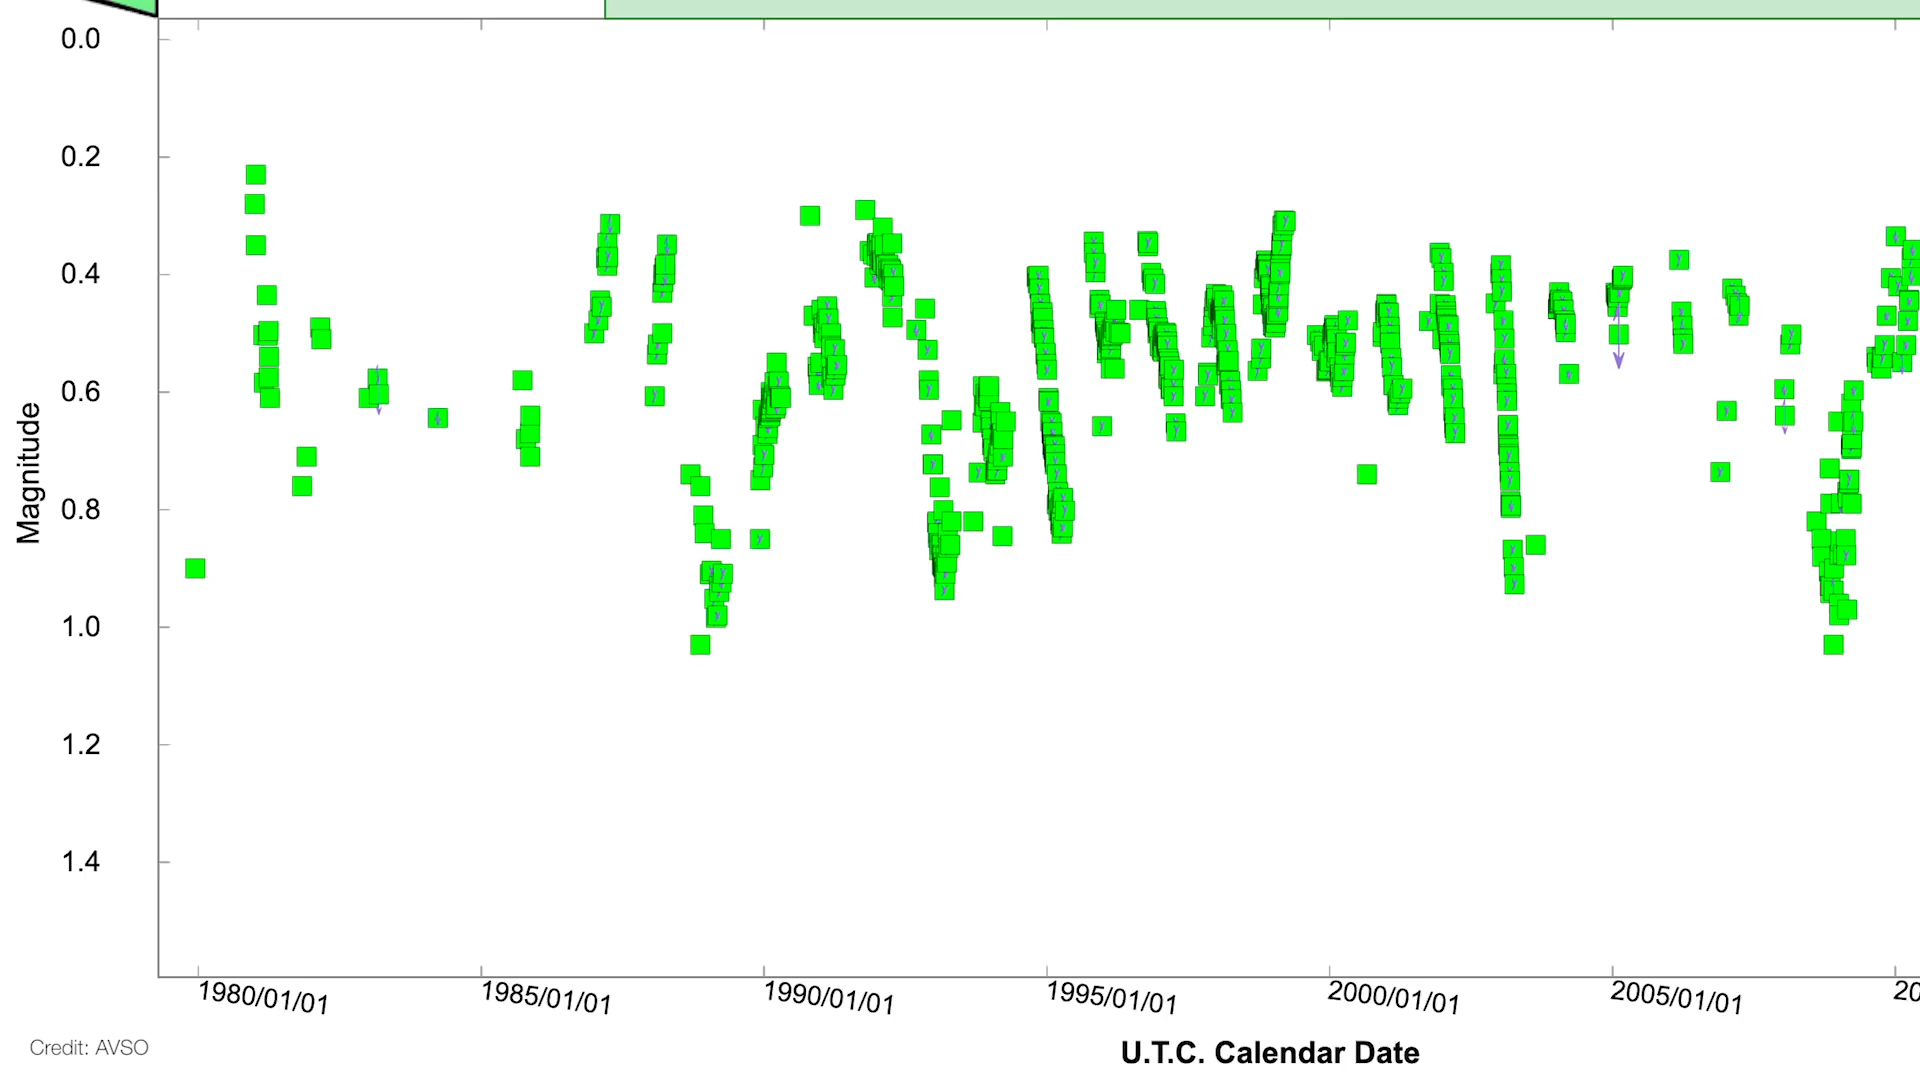 0.0
0.2
0.4
0.6
0.8
1.0
1.2
1.4
Magnitude
1980/01/01 1985/01/01 1990/01/01 1995/01/01 2000/01/01 2005/01/01 20
U.T.C. Calendar Date
Credit: AVSO